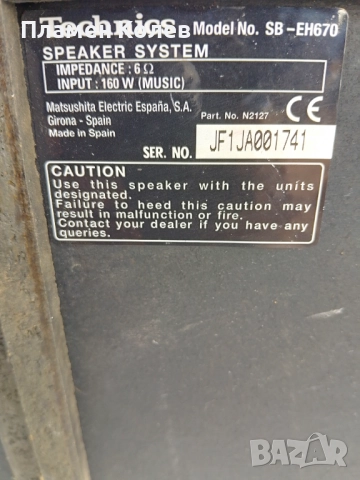 Technics Model No. SB-EH670
Пламен Колев
SPEAKER SYSTEM
IMPEDANCE : 6 Ω
INPUT : 160 W (MUSIC)
Matsushita Electric España, S.A.
Girona - Spain
Made in Spain
Part. No. N2127 CE
SER. NO. JF1JA001741
CAUTION
Use this speaker with the units
designated.
Failure to heed this caution may
result in malfunction or fire.
Contact your dealer if you have any
queries.
BAZAR